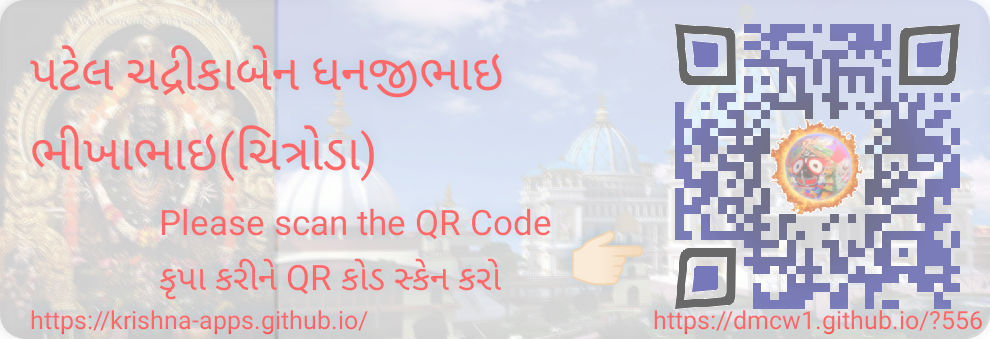 પટેલ ચદ્રીકાબેન ધનજીભાઇ
ભીખાભાઇ(ચિત્રોડા)
Please scan the QR Code
કૃપા કરીને QR કોડ સ્કેન કરો
https://krishna-apps.github.io/
https://dmcw1.github.io/?556